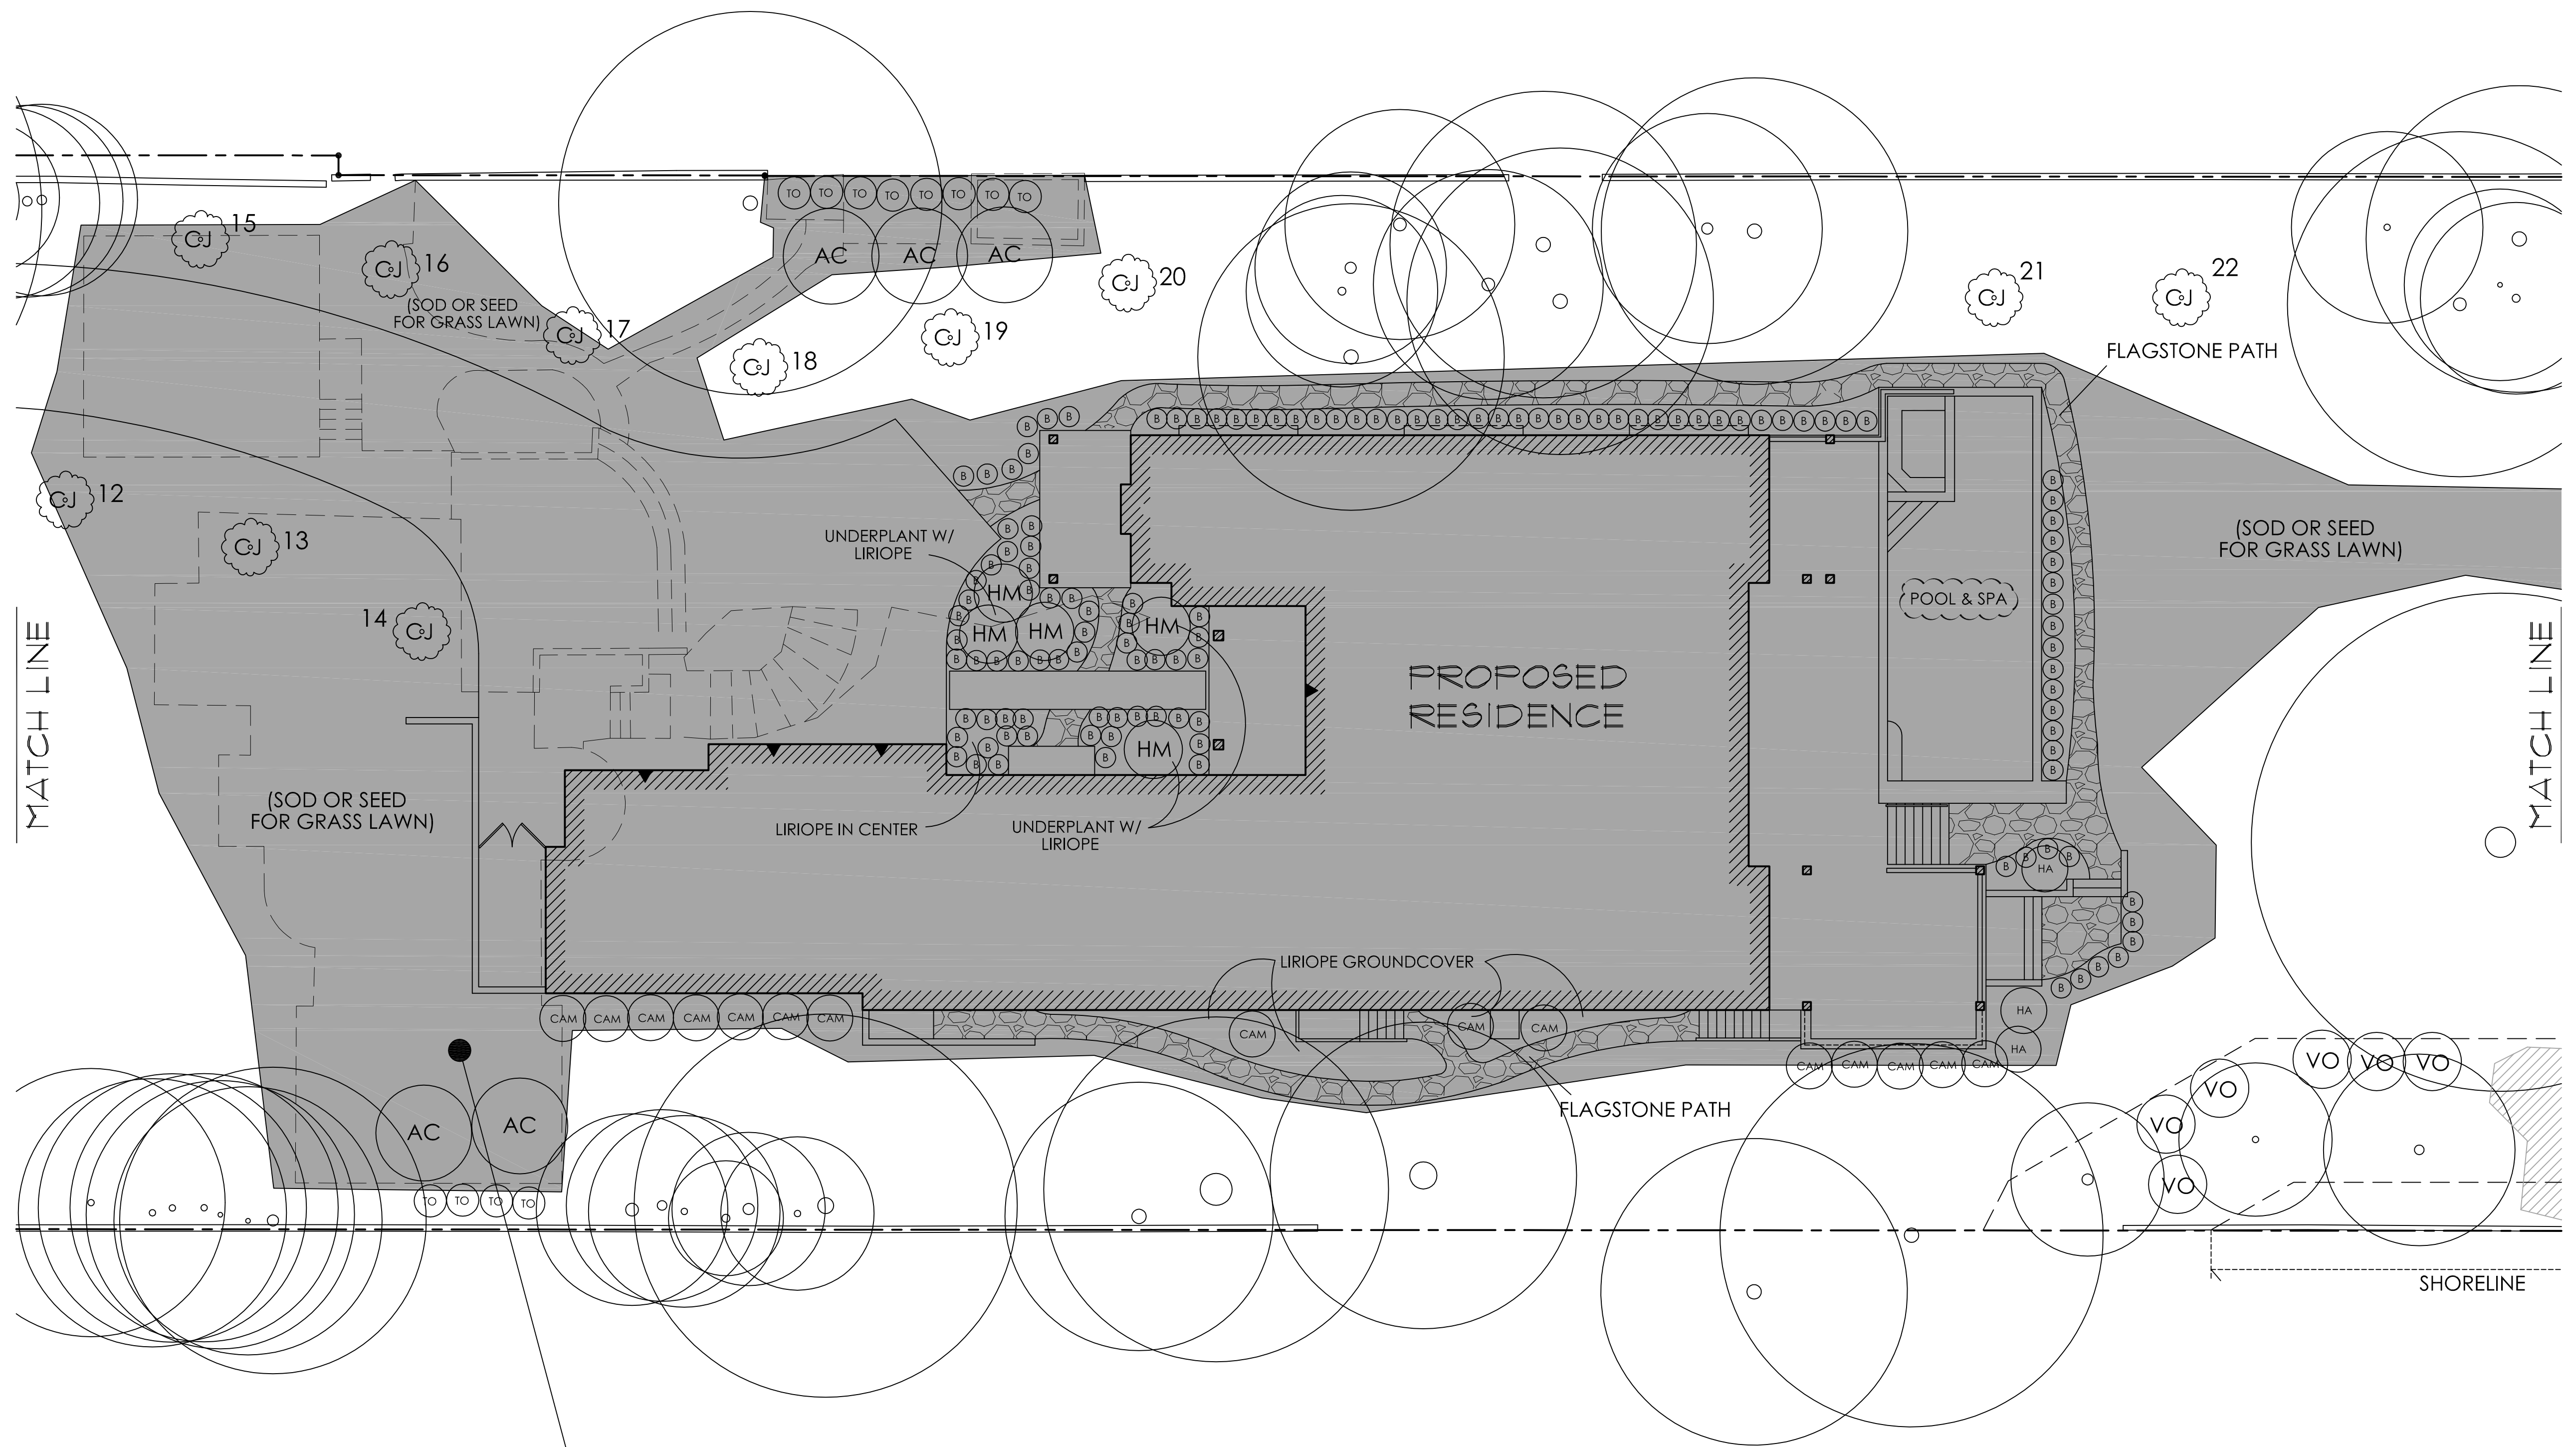 TO TO TO TO TO TO TO TO
15
CJ
AC AC AC
CJ 16
CJ 20
21
CJ
22
CJ
(SOD OR SEED
FOR GRASS LAWN)
CJ 17
CJ 19
CJ 18
FLAGSTONE PATH
B B B
B B B B B B B B B B B B B B B B B B B B B B B B B B B B B B B B B B B B
B B B B
CJ 12
CJ 13
14 CJ
UNDERPLANT W/
LIRIOPE
B B B B B B B B B B B B B B B
(SOD OR SEED
FOR GRASS LAWN)
POOL & SPA
B B B B B B B B
HM
HM HM HM
B B B B B B B B B B
B B B B B B B B B B
MATCH LINE
MATCH LINE
PROPOSED
RESIDENCE
B B B B B B B B B B
B B B B B B B B B B
HM
(SOD OR SEED
FOR GRASS LAWN)
LIRIOPE IN CENTER
UNDERPLANT W/
LIRIOPE
B B B B
HA
B B B B B B B
LIRIOPE GROUNDCOVER
CAM CAM CAM CAM CAM CAM CAM
CAM CAM CAM
HA
HA
CAM CAM CAM CAM CAM
VO VO VO
VO
VO
VO
FLAGSTONE PATH
AC AC
TO TO TO TO
SHORELINE